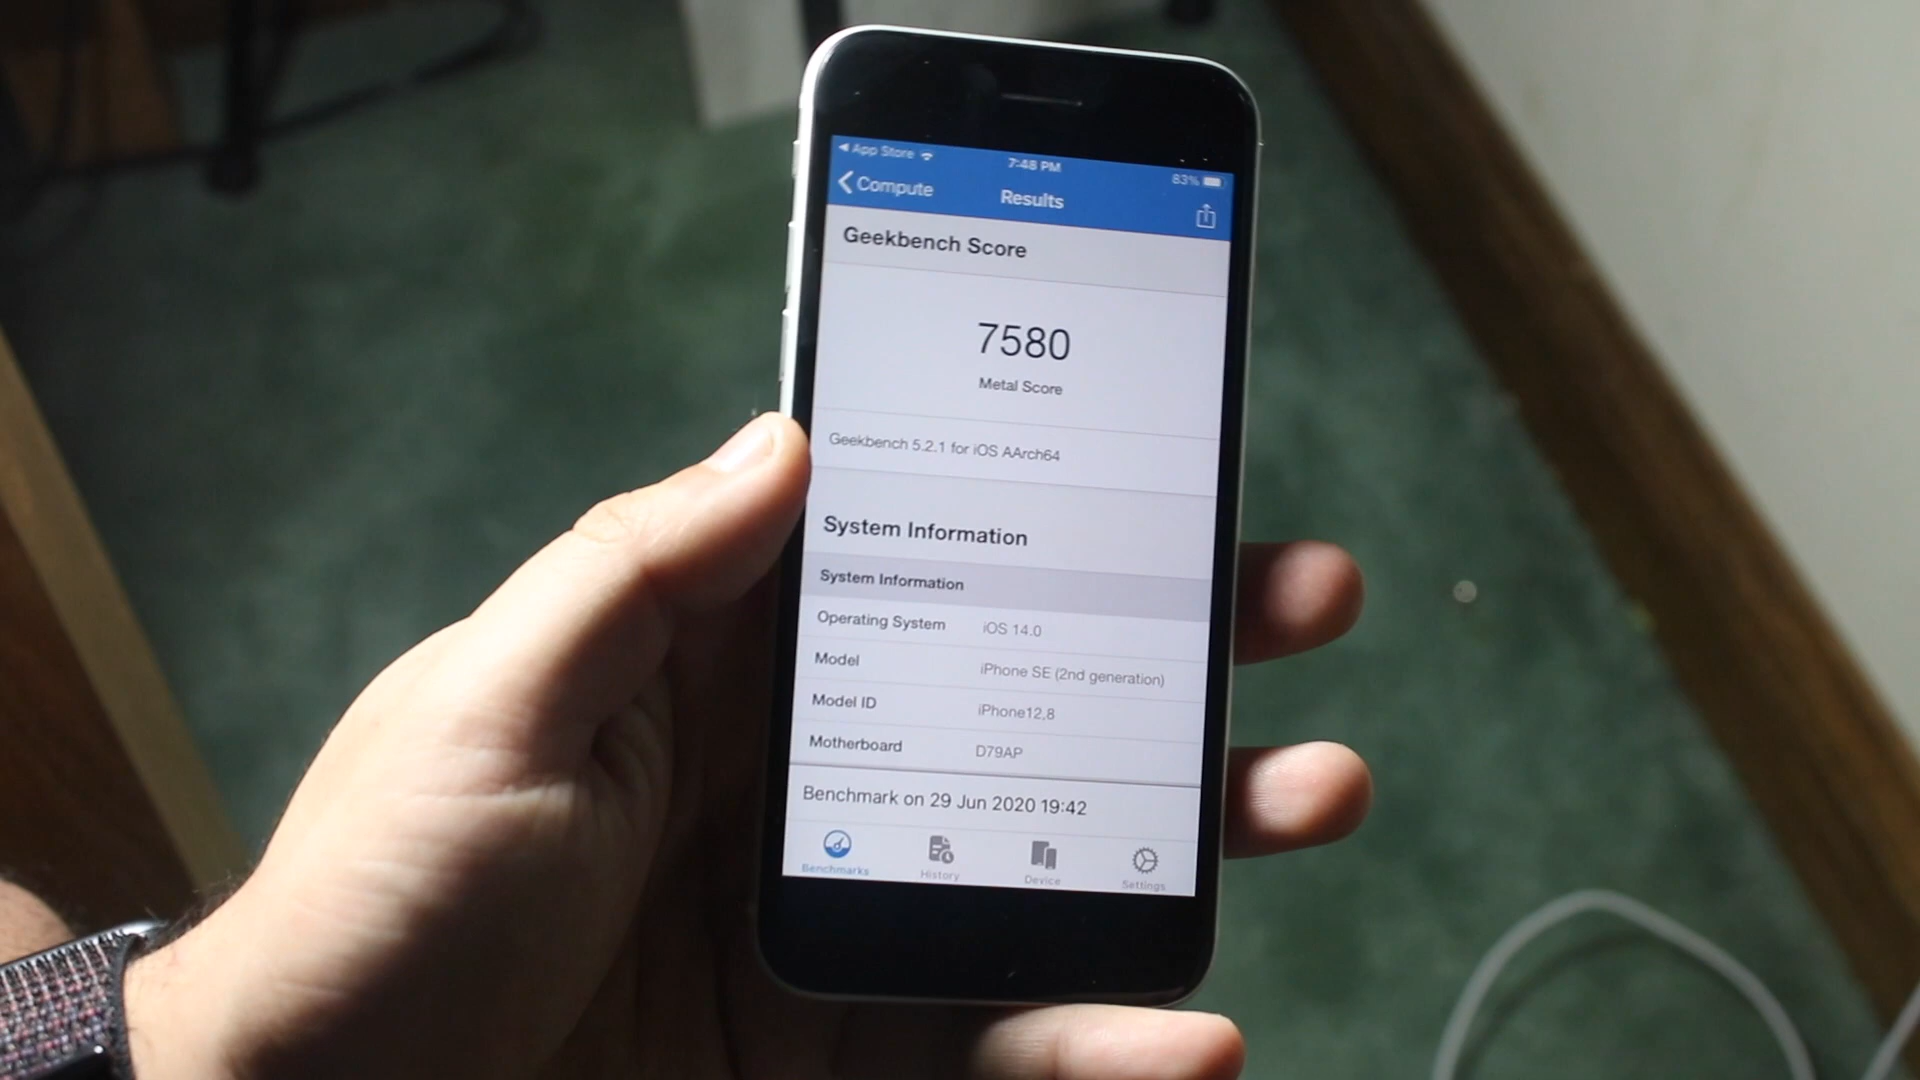 App Store
7:48 PM
83%
Compute
Results
Geekbench Score
7580
Metal Score
Geekbench 5.2.1 for iOS AArch64
System Information
System Information
Operating System iOS 14.0
Model iPhone SE (2nd generation)
Model ID iPhone12,8
Motherboard D79AP
Benchmark on 29 Jun 2020 19:42
Benchmarks
History
Device
Settings